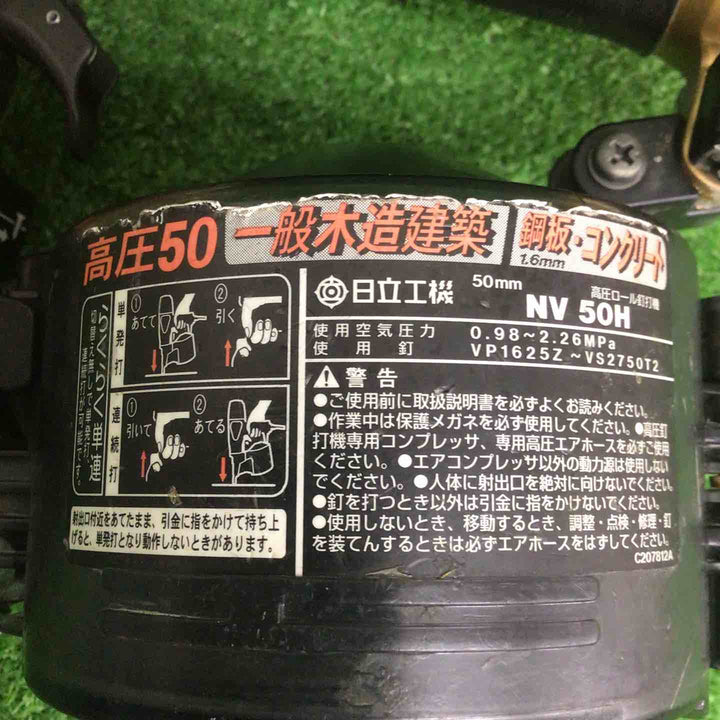 高圧50
一般木造建築
鋼板・コンクリート
1.6mm
日立工機
50mm
高圧ロール釘打機
NV 50H
使用空気圧力 0.98~2.26MPa
使用釘 VP1625Z~VS2750T2
警告
●ご使用前に取扱説明書を必ずよくお読みください。
●作業中は保護メガネを必ず使用してください。●高圧釘
打機専用コンプレッサ、専用高圧エアホースを必ずご使用
ください。●エアコンプレッサ以外の動力源は使用しない
でください。●人体に射出口を絶対に向けないでください。
●釘を打つとき以外は引金に指をかけないでください。
●使用しないとき、移動するとき、調整・点検・修理・釘
を装てんするときは必ずエアホースをはずしてください。
C207812A
単発打
①
あてて
②
引く
連続打
①
引いて
②
あてる
射出口付近をあてたまま、引金に指をかけて持ち上
げると、単発打となり動作しないときがあります。